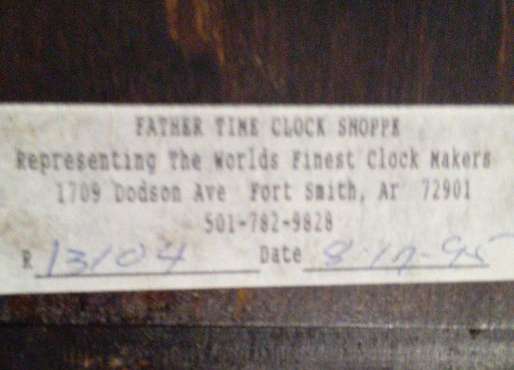 FATHER TIME CLOCK SHOPPE
Representing The Worlds Finest Clock Makers
1709 Dodson Ave Fort Smith, Ar 72901
501-782-9828
R 13104 Date 8-17-95